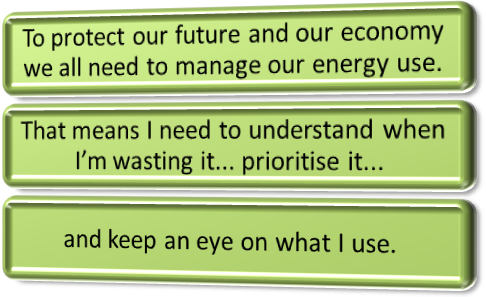 To protect our future and our economy
we all need to manage our energy use.
That means I need to understand when
I'm wasting it... prioritise it...
and keep an eye on what I use.